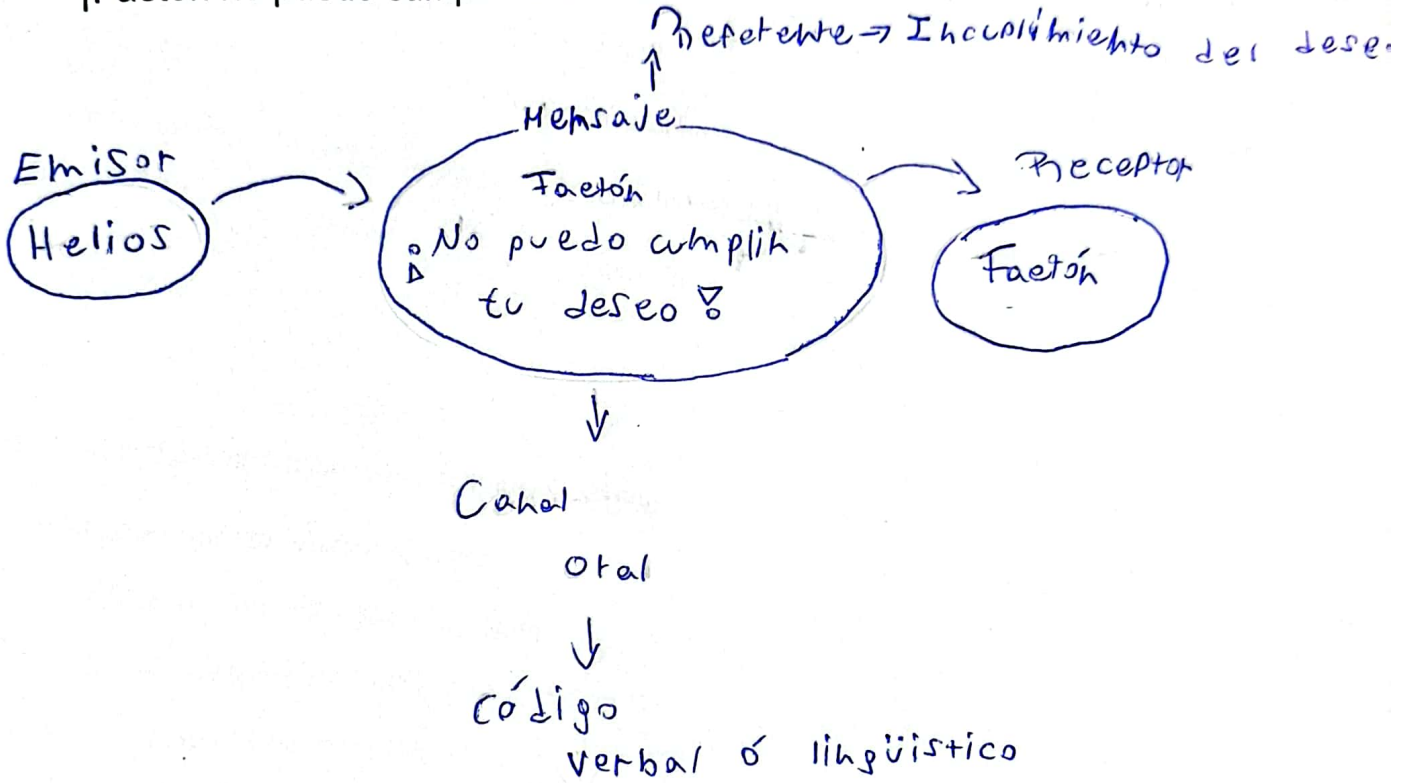 Referente → Incumplimiento del dese
Mensaje
Emisor
Receptor
Faetón
Helios
¡No puedo cumplir
Faetón
tu deseo!
Canal
oral
código
verbal ó lingüistico